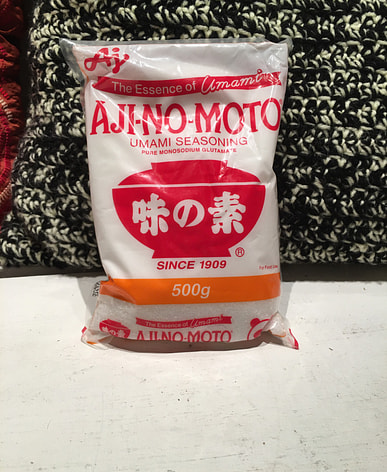 Aj
The Essence of Umami
AJI-NO-MOTO
UMAMI SEASONING
PURE MONOSODIUM GLUTAMATE
味の素
®
SINCE 1909
500g
The Essence of Umami
AJI-NO-MOTO